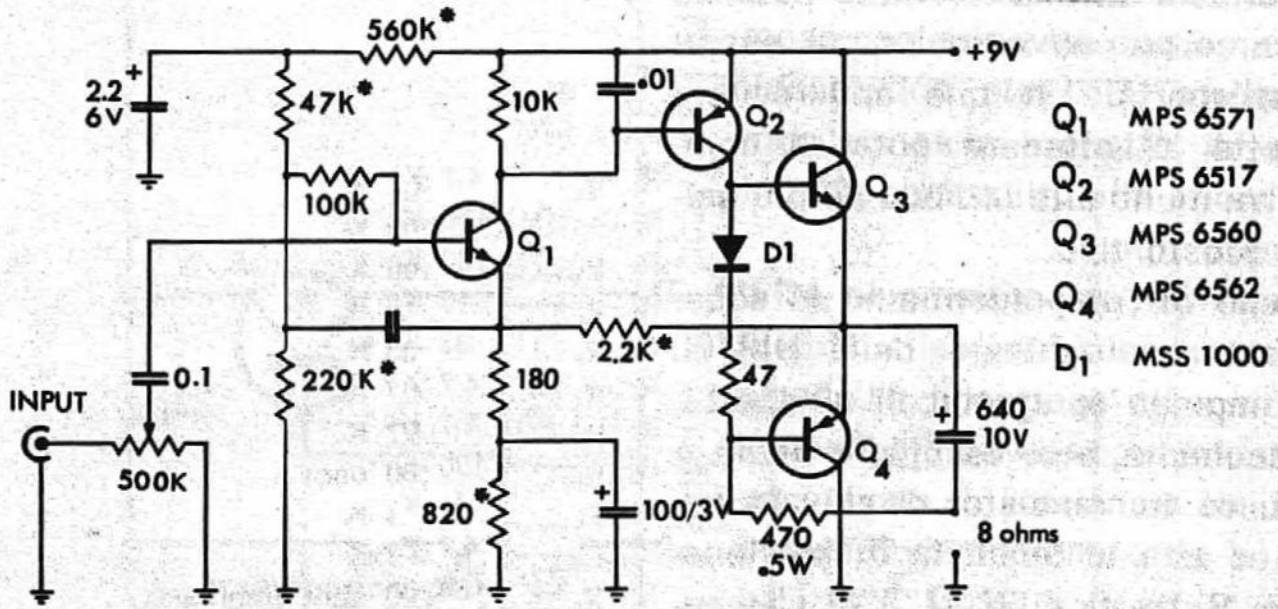 560K*
+9V
2.2
6V
47K*
10K
.01
Q2
Q1 MPS 6571
Q2 MPS 6517
Q3 MPS 6560
Q4 MPS 6562
D1 MSS 1000
100k
Q3
Q1
D1
220K*
0.1
180
2.2K*
47
INPUT
500K
Q4
640
10V
820*
100/3V
470
.5W
8 ohms